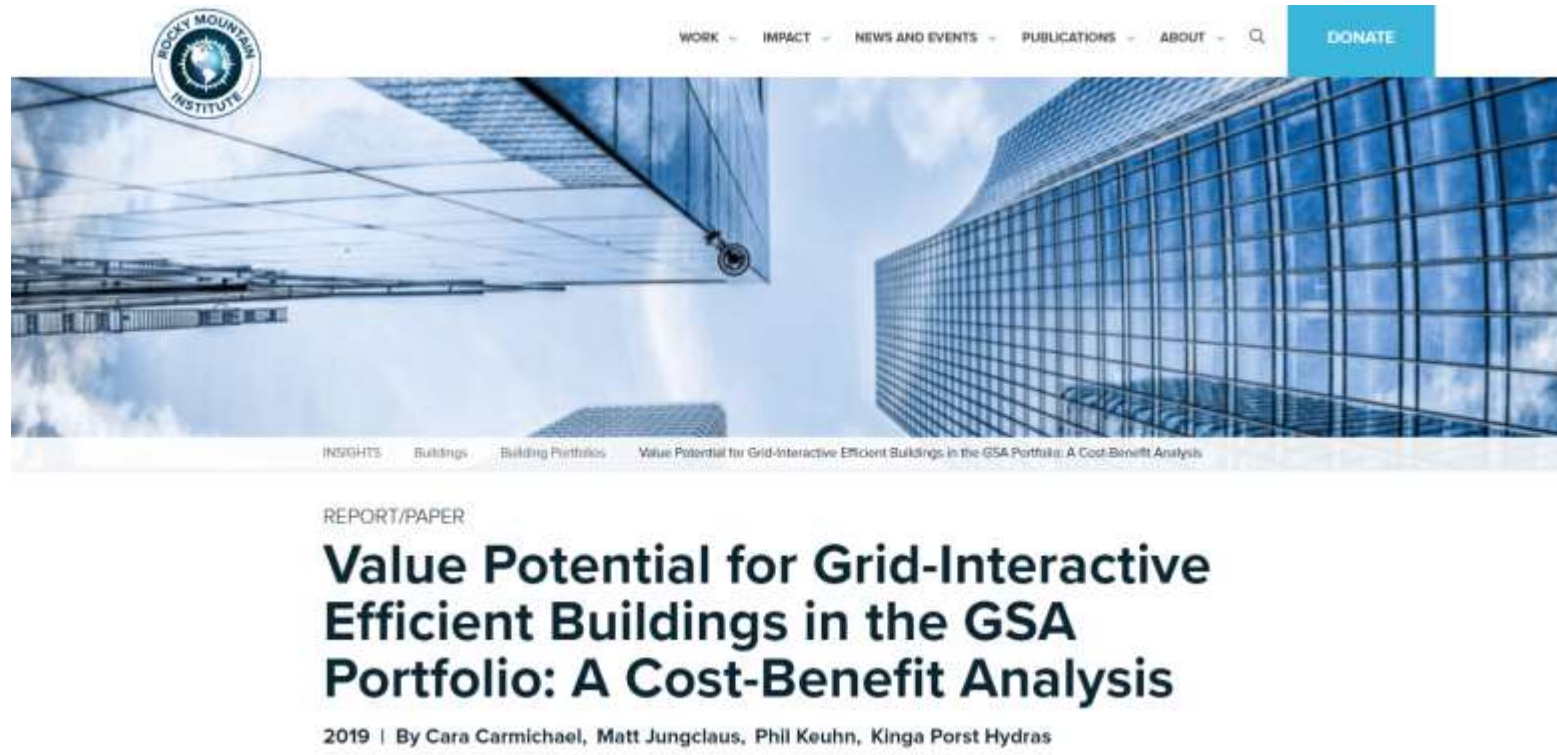 ROCKY MOUNTAIN INSTITUTE
WORK IMPACT NEWS AND EVENTS PUBLICATIONS ABOUT DONATE
INSIGHTS Buildings Building Portfolios Value Potential for Grid-Interactive Efficient Buildings in the GSA Portfolio: A Cost-Benefit Analysis
REPORT/PAPER
Value Potential for Grid-Interactive
Efficient Buildings in the GSA
Portfolio: A Cost-Benefit Analysis
2019 | By Cara Carmichael, Matt Jungclaus, Phil Keuhn, Kinga Porst Hydras